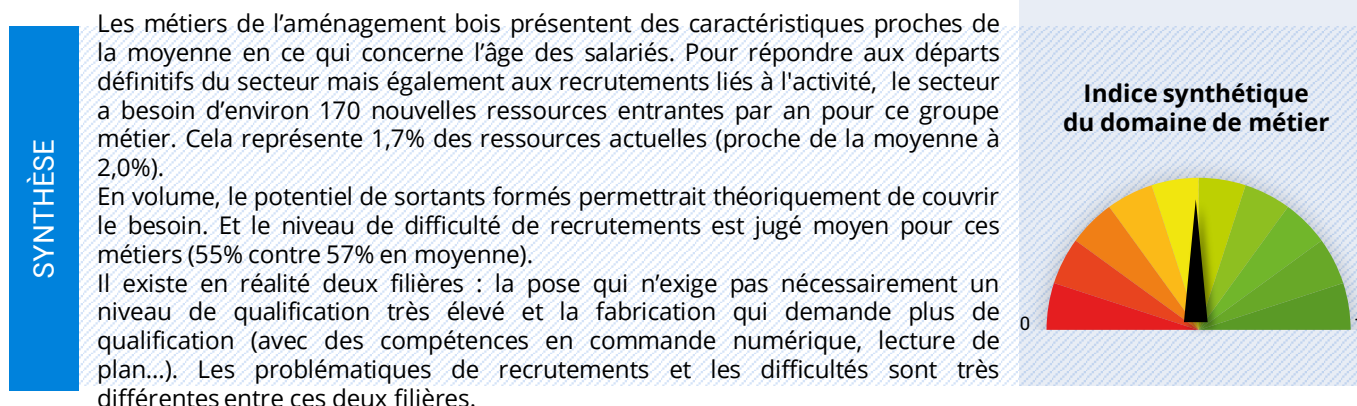 SYNTHÈSE
Les métiers de l’aménagement bois présentent des caractéristiques proches de
la moyenne en ce qui concerne l’âge des salariés. Pour répondre aux départs
définitifs du secteur mais également aux recrutements liés à l'activité, le secteur
a besoin d’environ 170 nouvelles ressources entrantes par an pour ce groupe
métier. Cela représente 1,7% des ressources actuelles (proche de la moyenne à
2,0%).
En volume, le potentiel de sortants formés permettrait théoriquement de couvrir
le besoin. Et le niveau de difficulté de recrutements est jugé moyen pour ces
métiers (55% contre 57% en moyenne).
Il existe en réalité deux filières : la pose qui n’exige pas nécessairement un
niveau de qualification très élevé et la fabrication qui demande plus de
qualification (avec des compétences en commande numérique, lecture de
plan…). Les problématiques de recrutements et les difficultés sont très
différentes entre ces deux filières.
Indice synthétique
du domaine de métier
0